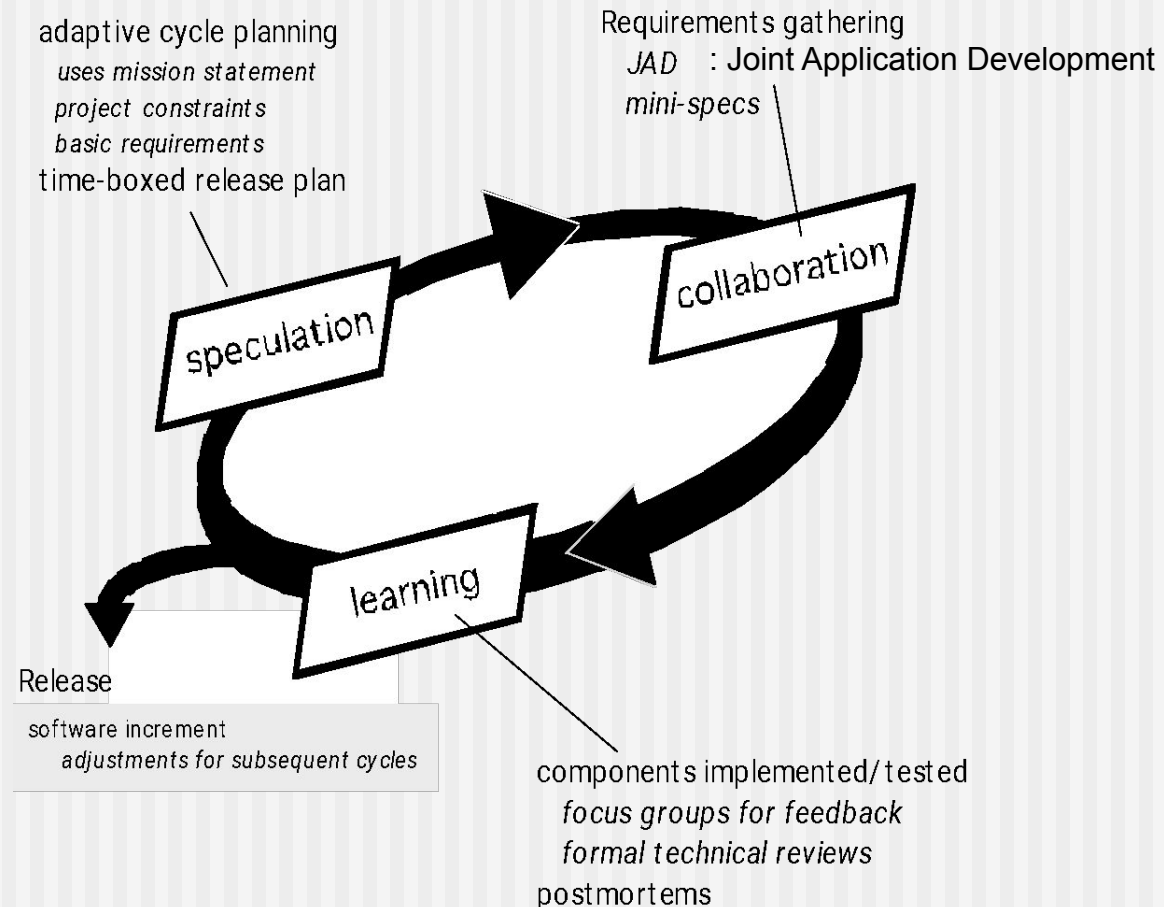 adaptive cycle planning
uses mission statement
project constraints
basic requirements
time-boxed release plan
Requirements gathering
JAD : Joint Application Development
mini-specs
speculation
collaboration
learning
Release
software increment
adjustments for subsequent cycles
components implemented/tested
focus groups for feedback
formal technical reviews
postmortems